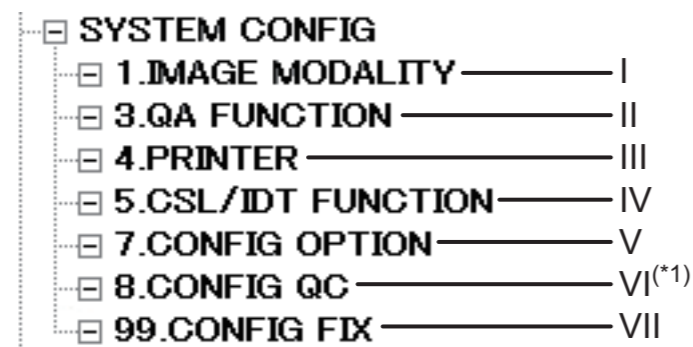 SYSTEM CONFIG
1.IMAGE MODALITY I
3.QA FUNCTION II
4.PRINTER III
5.CSL/IDT FUNCTION IV
7.CONFIG OPTION V
8.CONFIG QC VI(*1)
99.CONFIG FIX VII